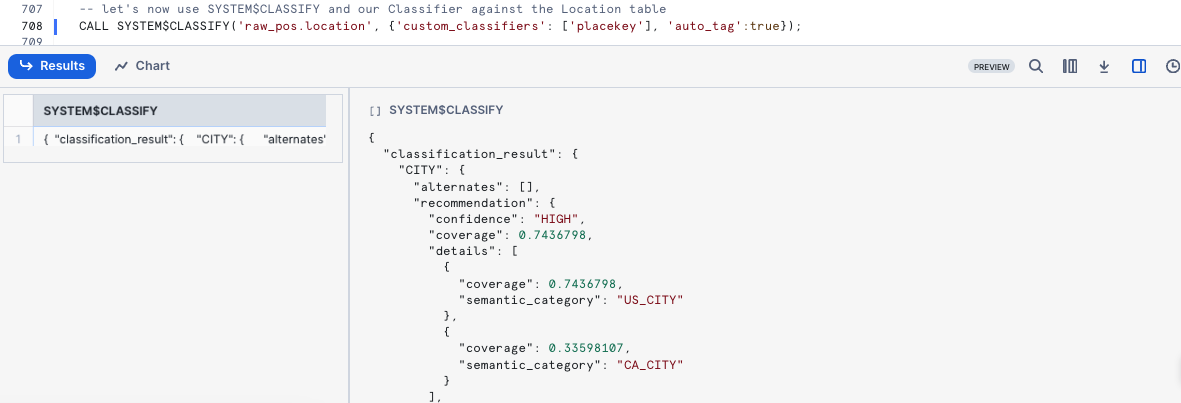 707 -- let's now use SYSTEM$CLASSIFY and our Classifier against the Location table
708 CALL SYSTEM$CLASSIFY('raw_pos.location', {'custom_classifiers': ['placekey'], 'auto_tag':true});
709
Results Chart
PREVIEW
SYSTEM$CLASSIFY
1 { "classification_result": { "CITY": { "alternates"
[] SYSTEM$CLASSIFY
{
"classification_result": {
"CITY": {
"alternates": [],
"recommendation": {
"confidence": "HIGH",
"coverage": 0.7436798,
"details": [
{
"coverage": 0.7436798,
"semantic_category": "US_CITY"
},
{
"coverage": 0.33598107,
"semantic_category": "CA_CITY"
}
],